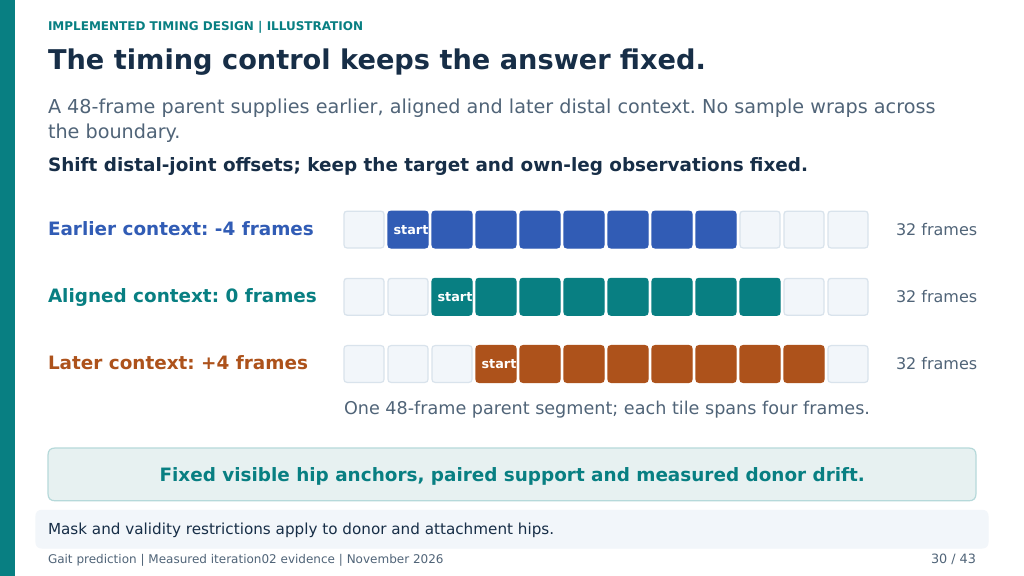 IMPLEMENTED TIMING DESIGN | ILLUSTRATION
The timing control keeps the answer fixed.
A 48-frame parent supplies earlier, aligned and later distal context. No sample wraps across
the boundary.
Shift distal-joint offsets; keep the target and own-leg observations fixed.
Earlier context: -4 frames
start
32 frames
Aligned context: 0 frames
start
32 frames
Later context: +4 frames
start
32 frames
One 48-frame parent segment; each tile spans four frames.
Fixed visible hip anchors, paired support and measured donor drift.
Mask and validity restrictions apply to donor and attachment hips.
Gait prediction | Measured iteration02 evidence | November 2026
30 / 43